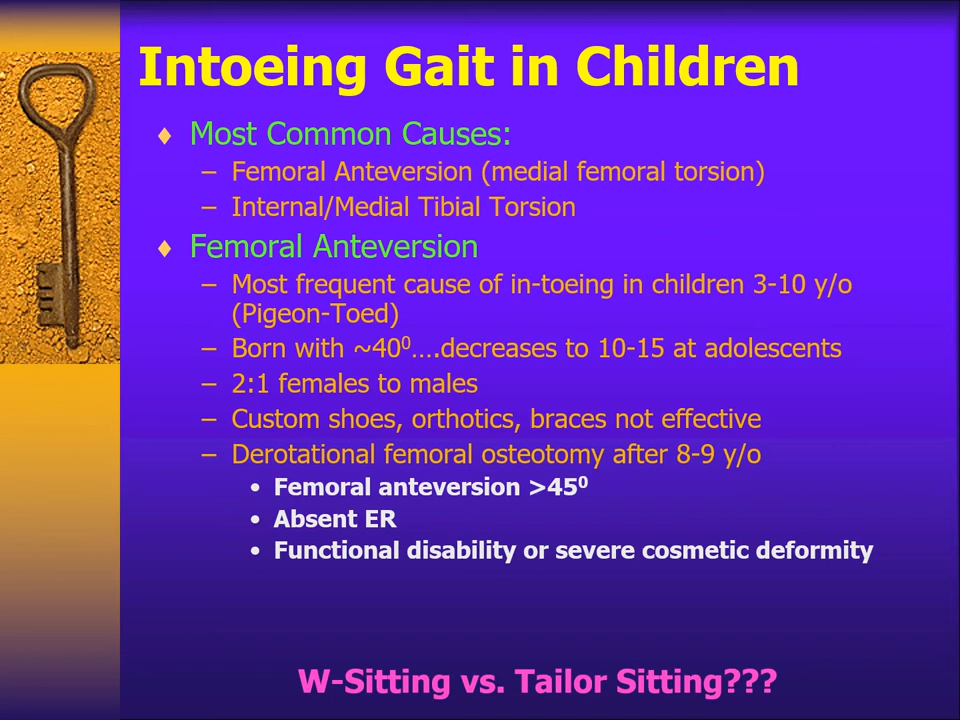 Intoeing Gait in Children
♦ Most Common Causes:
– Femoral Anteversion (medial femoral torsion)
– Internal/Medial Tibial Torsion
♦ Femoral Anteversion
– Most frequent cause of in-toeing in children 3-10 y/o
(Pigeon-Toed)
– Born with ~40⁰….decreases to 10-15 at adolescents
– 2:1 females to males
– Custom shoes, orthotics, braces not effective
– Derotational femoral osteotomy after 8-9 y/o
• Femoral anteversion >45⁰
• Absent ER
• Functional disability or severe cosmetic deformity
W-Sitting vs. Tailor Sitting???